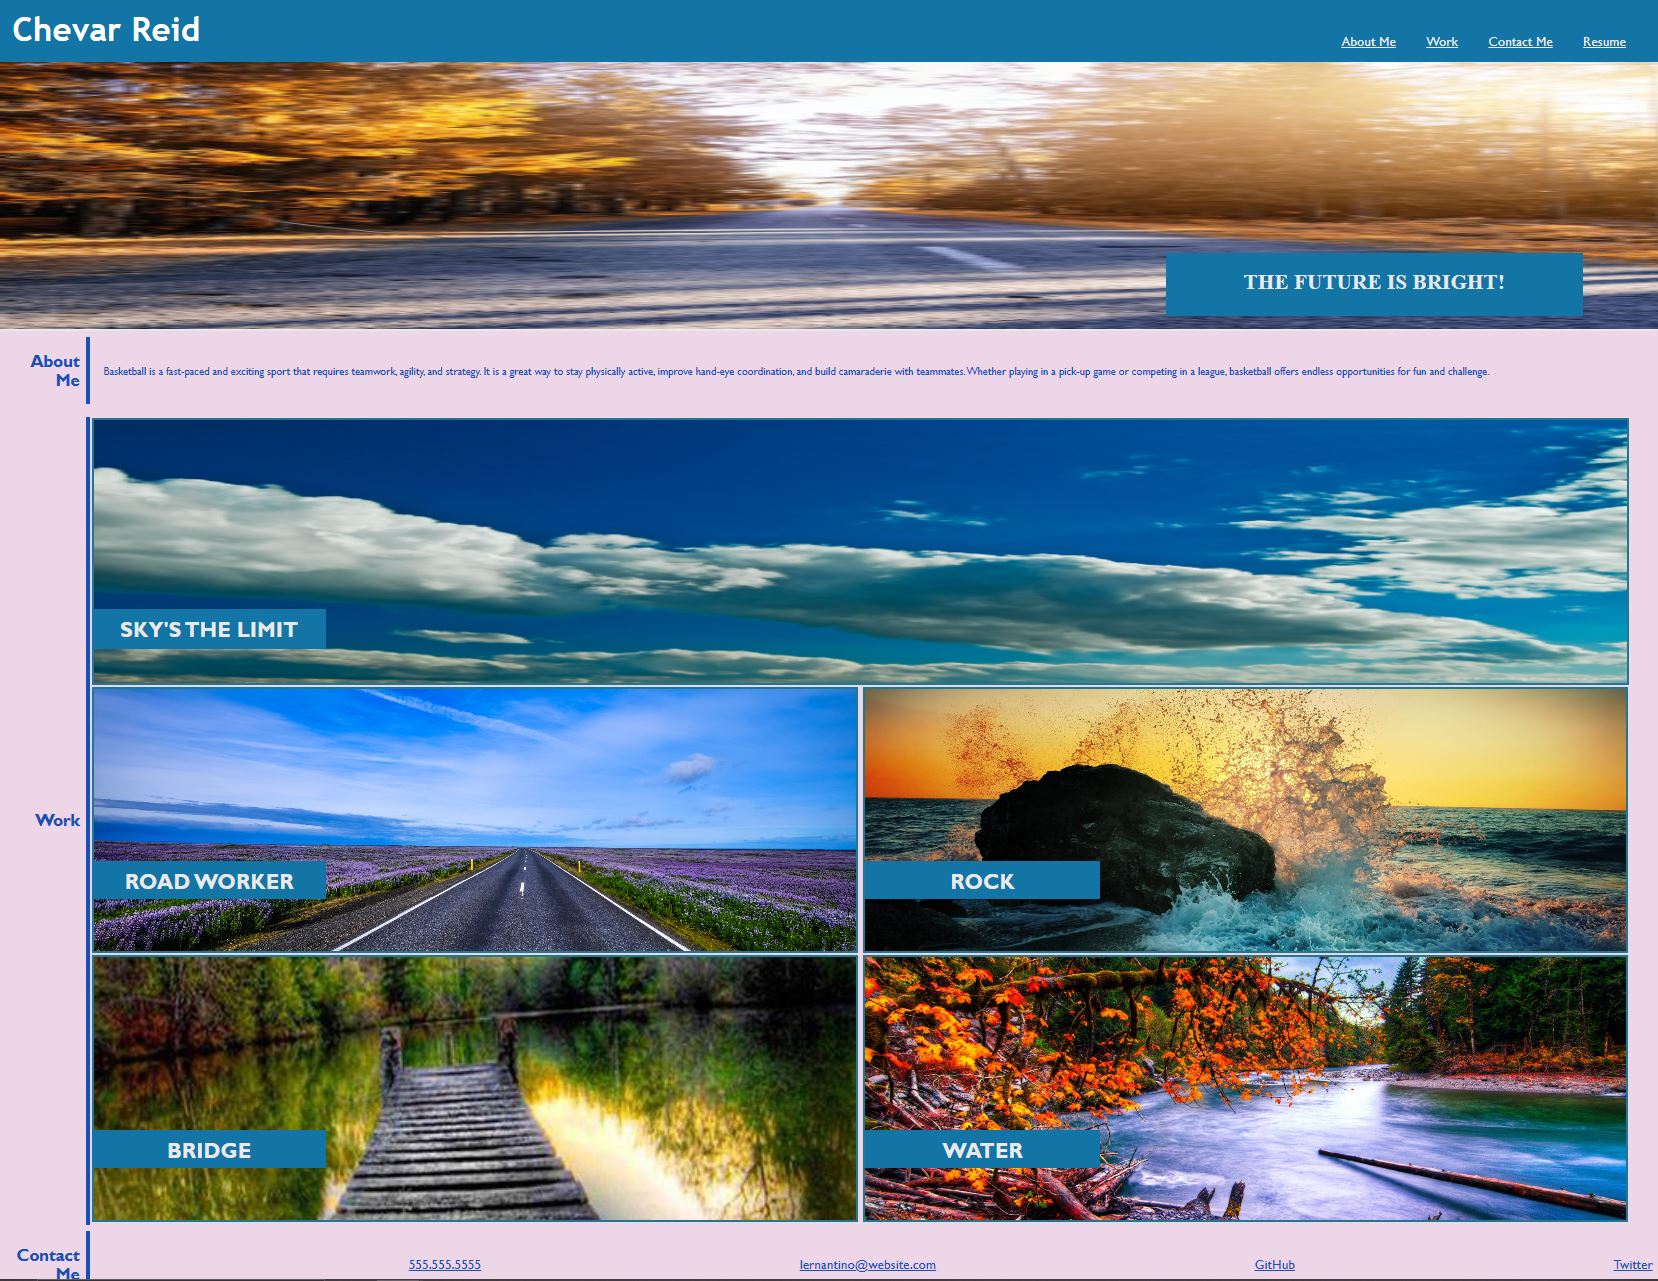 Chevar Reid
About Me Work Contact Me Resume
THE FUTURE IS BRIGHT!
About
Me
Basketball is a fast-paced and exciting sport that requires teamwork, agility, and strategy. It is a great way to stay physically active, improve hand-eye coordination, and build camaraderie with teammates. Whether playing in a pick-up game or competing in a league, basketball offers endless opportunities for fun and challenge.
SKY'S THE LIMIT
Work
ROAD WORKER
ROCK
BRIDGE
WATER
Contact
Me
555.555.5555 lernantino@website.com GitHub Twitter